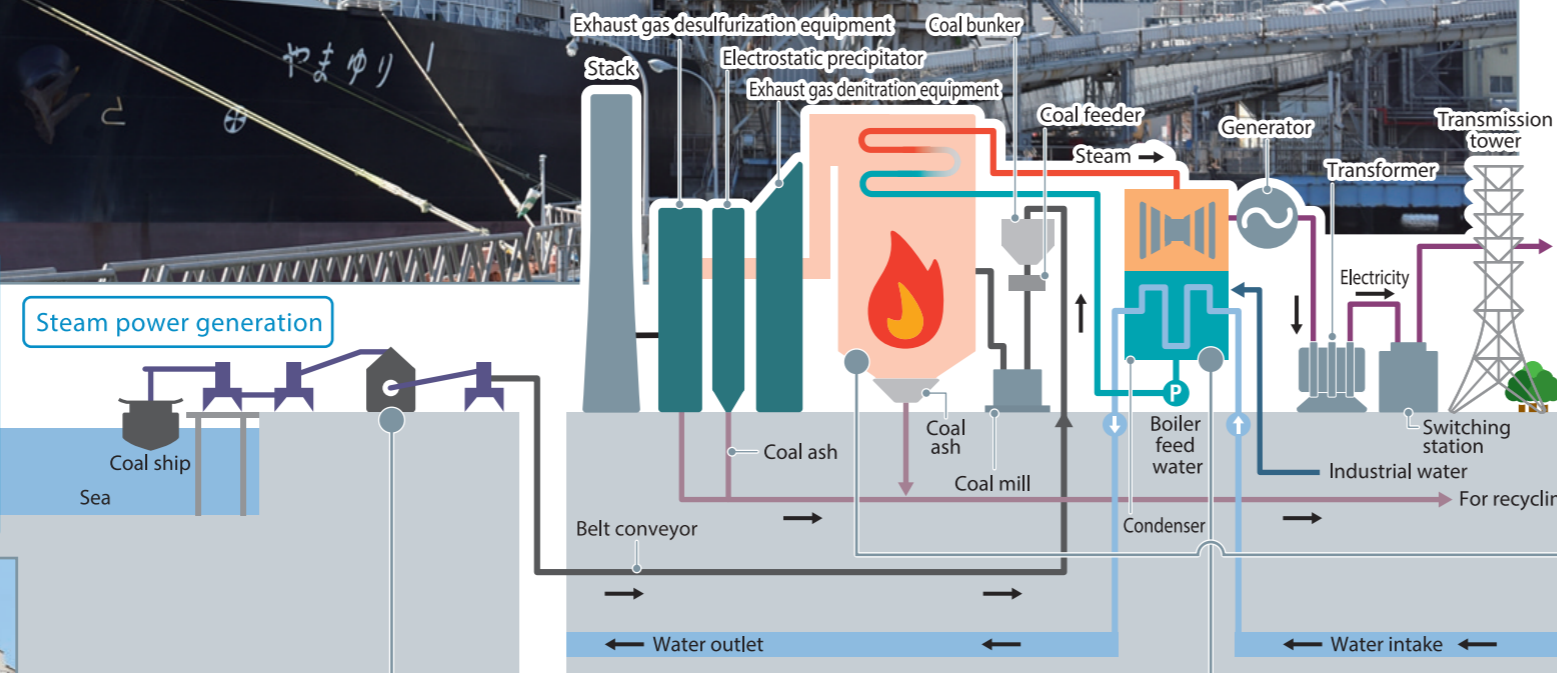 やまゆり 1
Exhaust gas desulfurization equipment
Coal bunker
Electrostatic precipitator
Stack
Exhaust gas denitration equipment
Coal feeder
Generator
Transmission
tower
Steam
Transformer
Electricity
Steam power generation
P
Coal ship
Sea
Coal ash
Coal
ash
Coal mill
Boiler
feed
water
Switching
station
Industrial water
For recyclin
Belt conveyor
Condenser
Water outlet
Water intake